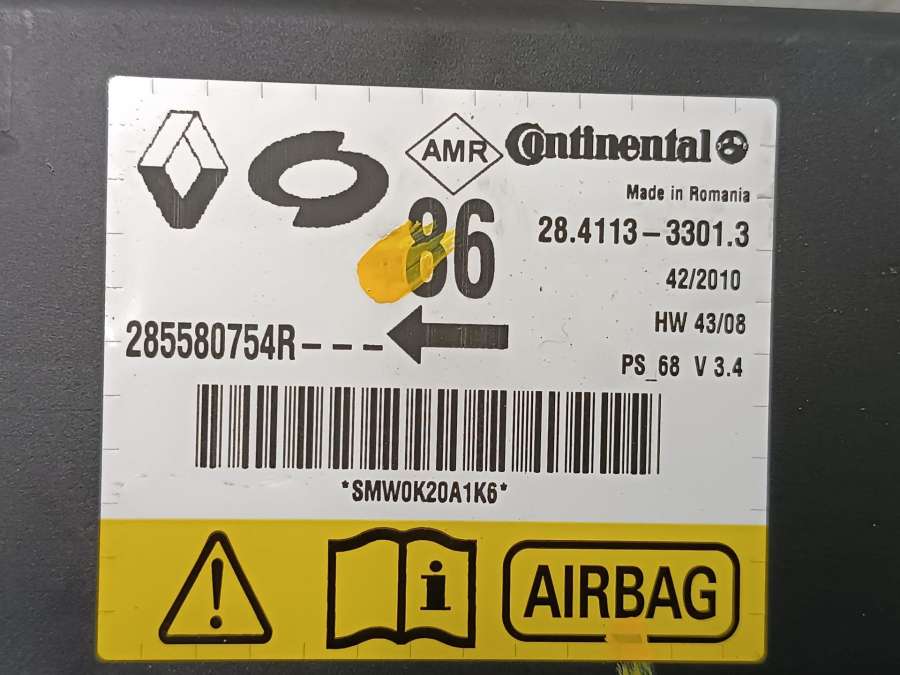 AMR
Continental
Made in Romania
86
28.4113-3301.3
42/2010
HW 43/08
285580754R---
PS_68 V 3.4
*SMW0K20A1K6*
i
AIRBAG